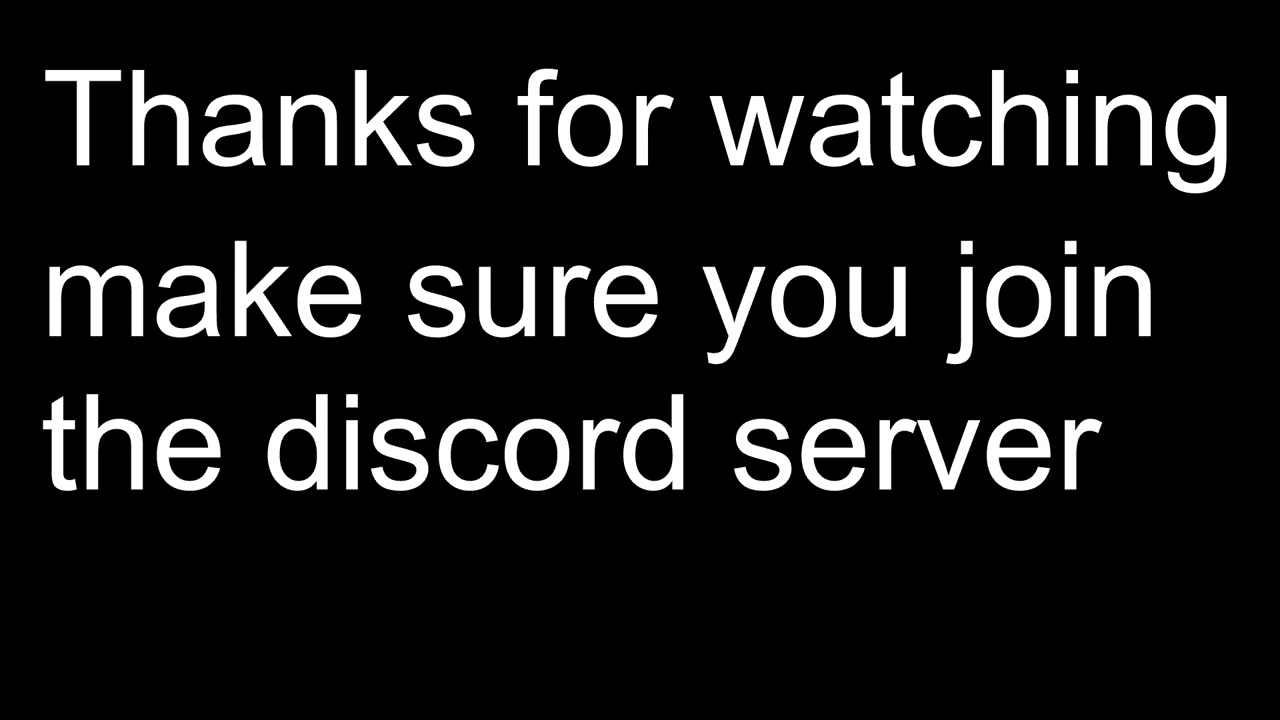 Thanks for watching
make sure you join
the discord server